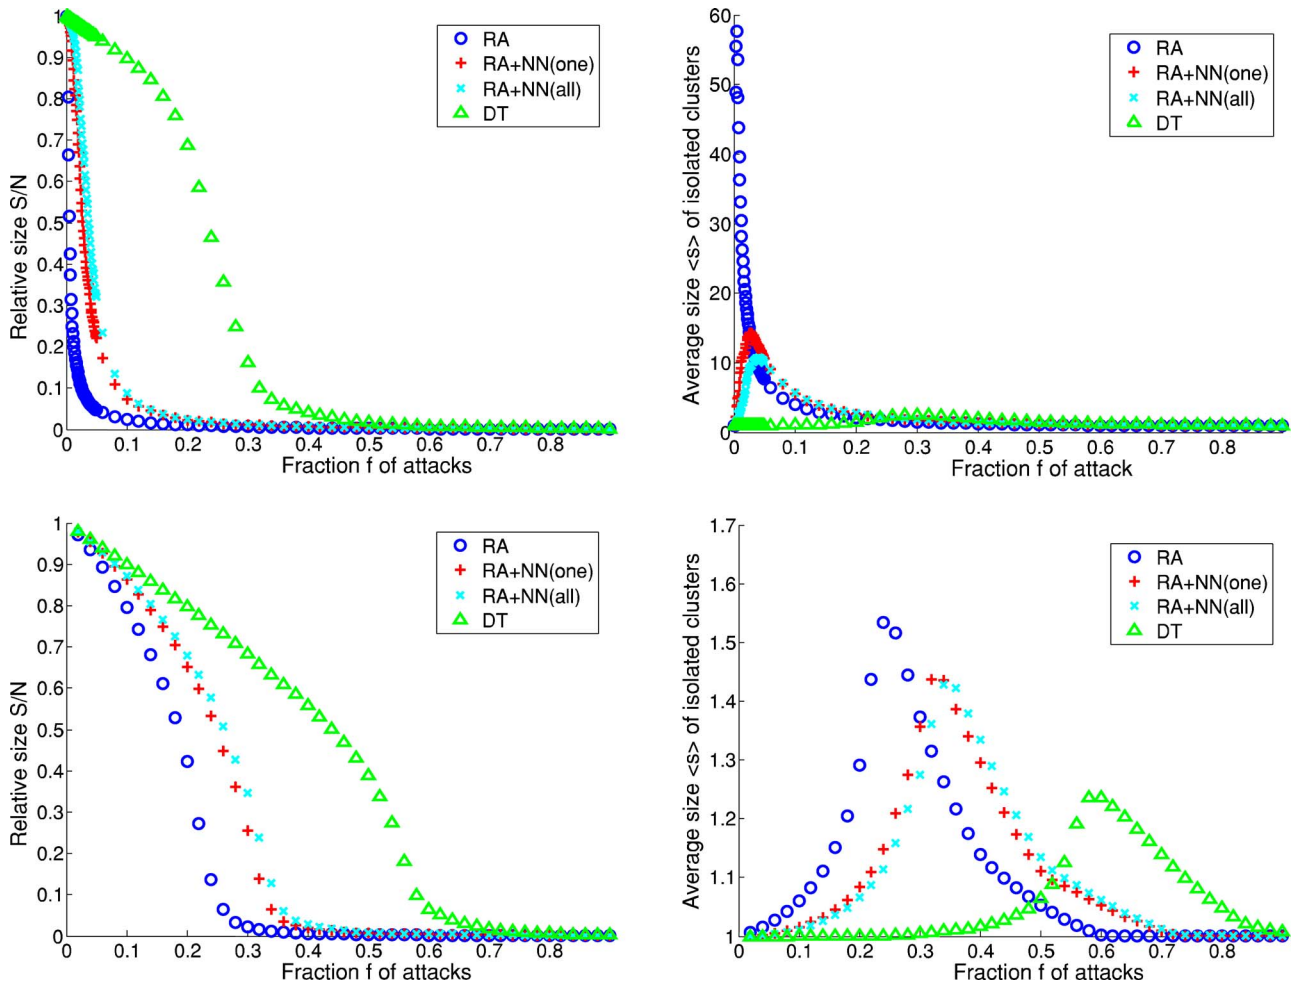 Relative size S/N
1
0.9
0.8
0.7
0.6
0.5
0.4
0.3
0.2
0.1
0
0 0.1 0.2 0.3 0.4 0.5 0.6 0.7 0.8
Fraction f of attacks
RA
RA+NN(one)
RA+NN(all)
DT
Average size <s> of isolated clusters
60
50
40
30
20
10
0
0 0.1 0.2 0.3 0.4 0.5 0.6 0.7 0.8
Fraction f of attack
RA
RA+NN(one)
RA+NN(all)
DT
Relative size S/N
1
0.9
0.8
0.7
0.6
0.5
0.4
0.3
0.2
0.1
0
0 0.1 0.2 0.3 0.4 0.5 0.6 0.7 0.8
Fraction f of attacks
RA
RA+NN(one)
RA+NN(all)
DT
Average size <s> of isolated clusters
1.7
1.6
1.5
1.4
1.3
1.2
1.1
1
0 0.1 0.2 0.3 0.4 0.5 0.6 0.7 0.8
Fraction f of attacks
RA
RA+NN(one)
RA+NN(all)
DT